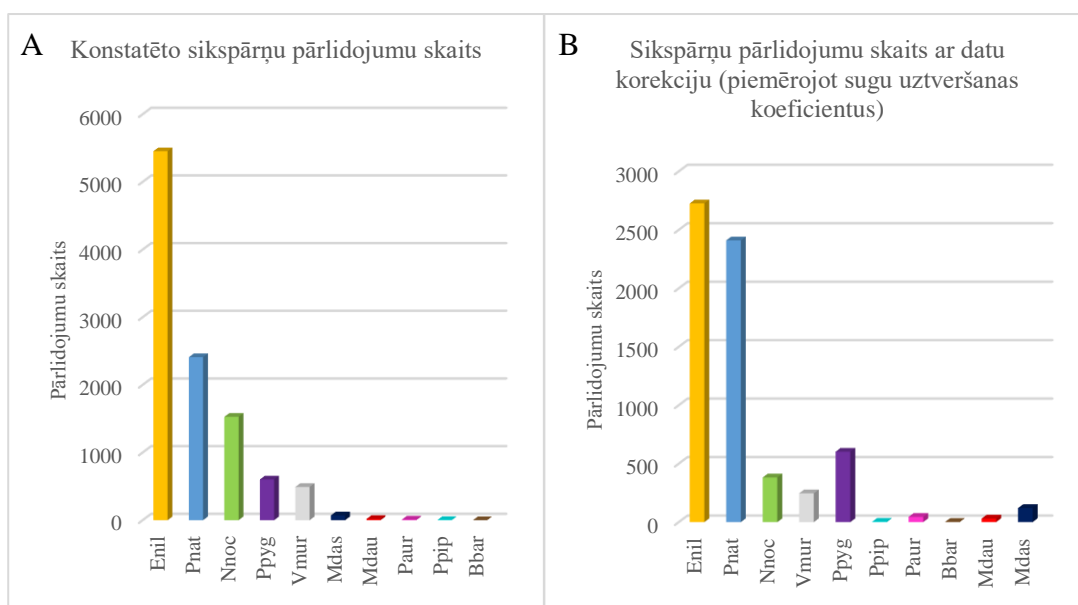 A
Konstatēto sikspārņu pārlidojumu skaits
Pārlidojumu skaits
6000
5000
4000
3000
2000
1000
0
Enil
Pnat
Nnoc
Ppyg
Vmur
Mdas
Mdau
Paur
Ppip
Bbar
B
Sikspārņu pārlidojumu skaits ar datu
korekciju (piemērojot sugu uztveršanas
koeficientus)
Pārlidojumu skaits
3000
2500
2000
1500
1000
500
0
Enil
Pnat
Nnoc
Vmur
Ppyg
Ppip
Paur
Bbar
Mdau
Mdas